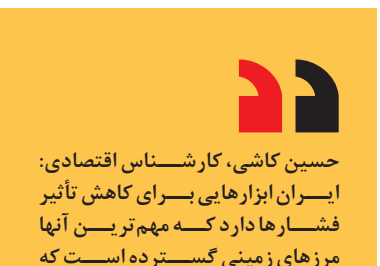 حسین کاشی، کارشناس اقتصادی:
ایران ابزارهایی برای کاهش تأثیر
فشارها دارد که مهم‌ترین آنها
مرزهای زمینی گسترده است که